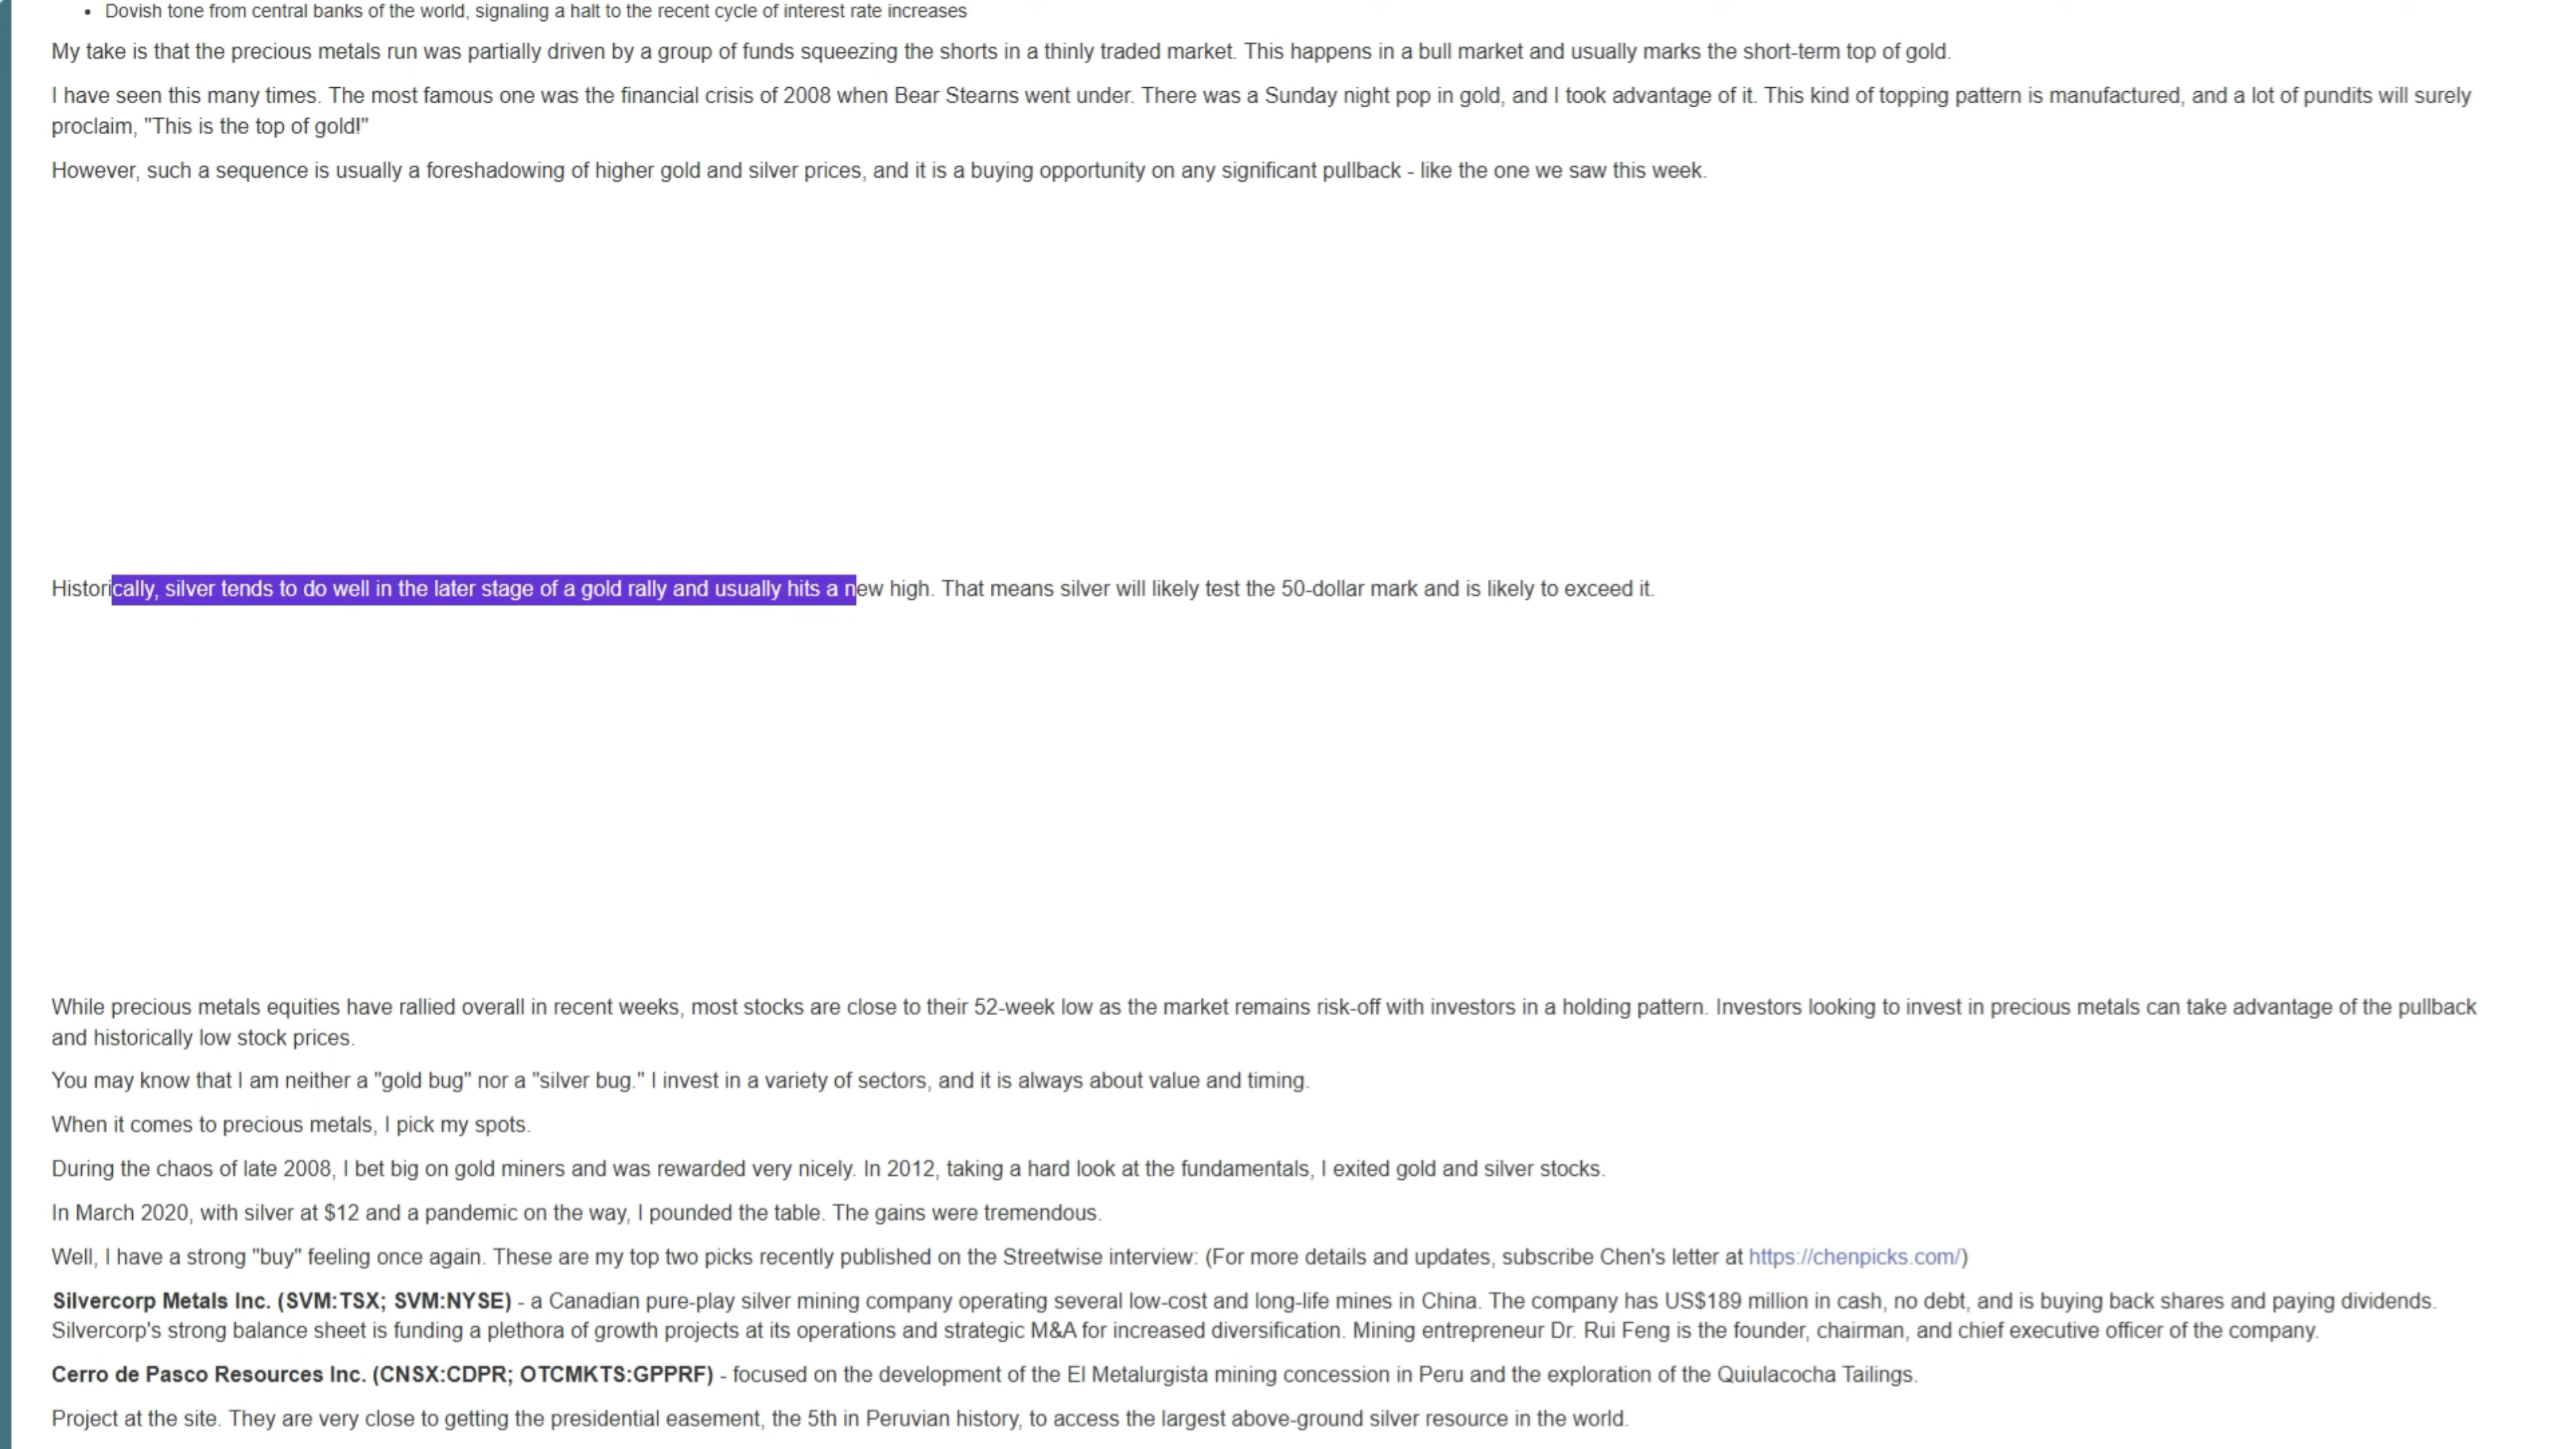 • Dovish tone from central banks of the world, signaling a halt to the recent cycle of interest rate increases
My take is that the precious metals run was partially driven by a group of funds squeezing the shorts in a thinly traded market. This happens in a bull market and usually marks the short-term top of gold.
I have seen this many times. The most famous one was the financial crisis of 2008 when Bear Stearns went under. There was a Sunday night pop in gold, and I took advantage of it. This kind of topping pattern is manufactured, and a lot of pundits will surely
proclaim, "This is the top of gold!"
However, such a sequence is usually a foreshadowing of higher gold and silver prices, and it is a buying opportunity on any significant pullback - like the one we saw this week.
Historically, silver tends to do well in the later stage of a gold rally and usually hits a new high. That means silver will likely test the 50-dollar mark and is likely to exceed it.
While precious metals equities have rallied overall in recent weeks, most stocks are close to their 52-week low as the market remains risk-off with investors in a holding pattern. Investors looking to invest in precious metals can take advantage of the pullback
and historically low stock prices.
You may know that I am neither a "gold bug" nor a "silver bug." I invest in a variety of sectors, and it is always about value and timing.
When it comes to precious metals, I pick my spots.
During the chaos of late 2008, I bet big on gold miners and was rewarded very nicely. In 2012, taking a hard look at the fundamentals, I exited gold and silver stocks.
In March 2020, with silver at $12 and a pandemic on the way, I pounded the table. The gains were tremendous.
Well, I have a strong "buy" feeling once again. These are my top two picks recently published on the Streetwise interview: (For more details and updates, subscribe Chen's letter at https://chenpicks.com/)
Silvercorp Metals Inc. (SVM:TSX; SVM:NYSE) - a Canadian pure-play silver mining company operating several low-cost and long-life mines in China. The company has US$189 million in cash, no debt, and is buying back shares and paying dividends.
Silvercorp's strong balance sheet is funding a plethora of growth projects at its operations and strategic M&A for increased diversification. Mining entrepreneur Dr. Rui Feng is the founder, chairman, and chief executive officer of the company.
Cerro de Pasco Resources Inc. (CNSX:CDPR; OTCMKTS:GPPRF) - focused on the development of the El Metalurgista mining concession in Peru and the exploration of the Quiulacocha Tailings.
Project at the site. They are very close to getting the presidential easement, the 5th in Peruvian history, to access the largest above-ground silver resource in the world.